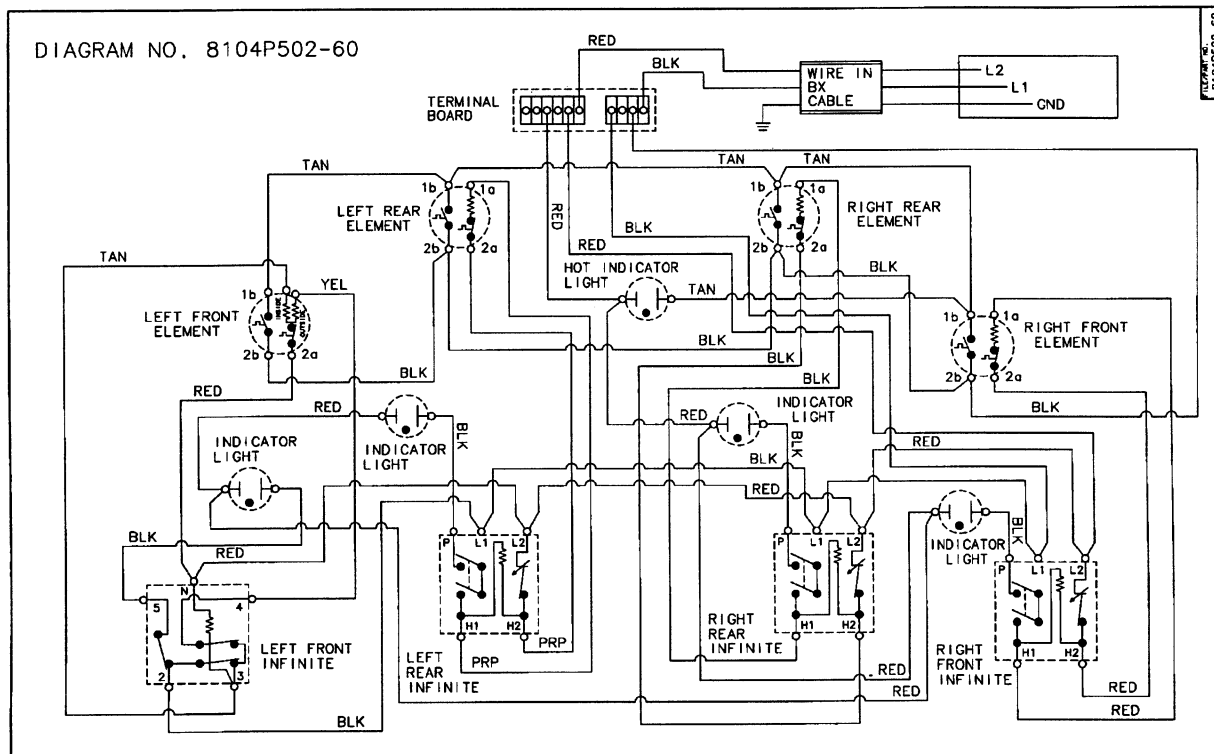 DIAGRAM NO. 8104P502-60
RED
BLK
WIRE IN
BX
CABLE
L2
L1
GND
TERMINAL
BOARD
TAN
TAN
TAN
1b
1a
LEFT REAR
ELEMENT
2b
2a
RED
BLK
RED
1b
1a
RIGHT REAR
ELEMENT
2b
2a
TAN
YEL
HOT INDICATOR
LIGHT
TAN
BLK
1b
INSIDE
OUTSIDE
LEFT FRONT
ELEMENT
2b
2a
1b
1a
RIGHT FRONT
ELEMENT
2b
2a
BLK
BLK
BLK
BLK
RED
BLK
RED
INDICATOR
LIGHT
BLK
RED
INDICATOR
LIGHT
BLK
INDICATOR
LIGHT
BLK
RED
BLK
RED
RED
BLK
INDICATOR
LIGHT
P
L1
L2
H1
H2
P
L1
L2
H1
H2
P
L1
L2
H1
H2
5
N
4
2
3
LEFT FRONT
INFINITE
LEFT
REAR
INFINITE
PRP
PRP
RIGHT
REAR
INFINITE
RIGHT
FRONT
INFINITE
RED
RED
RED
BLK